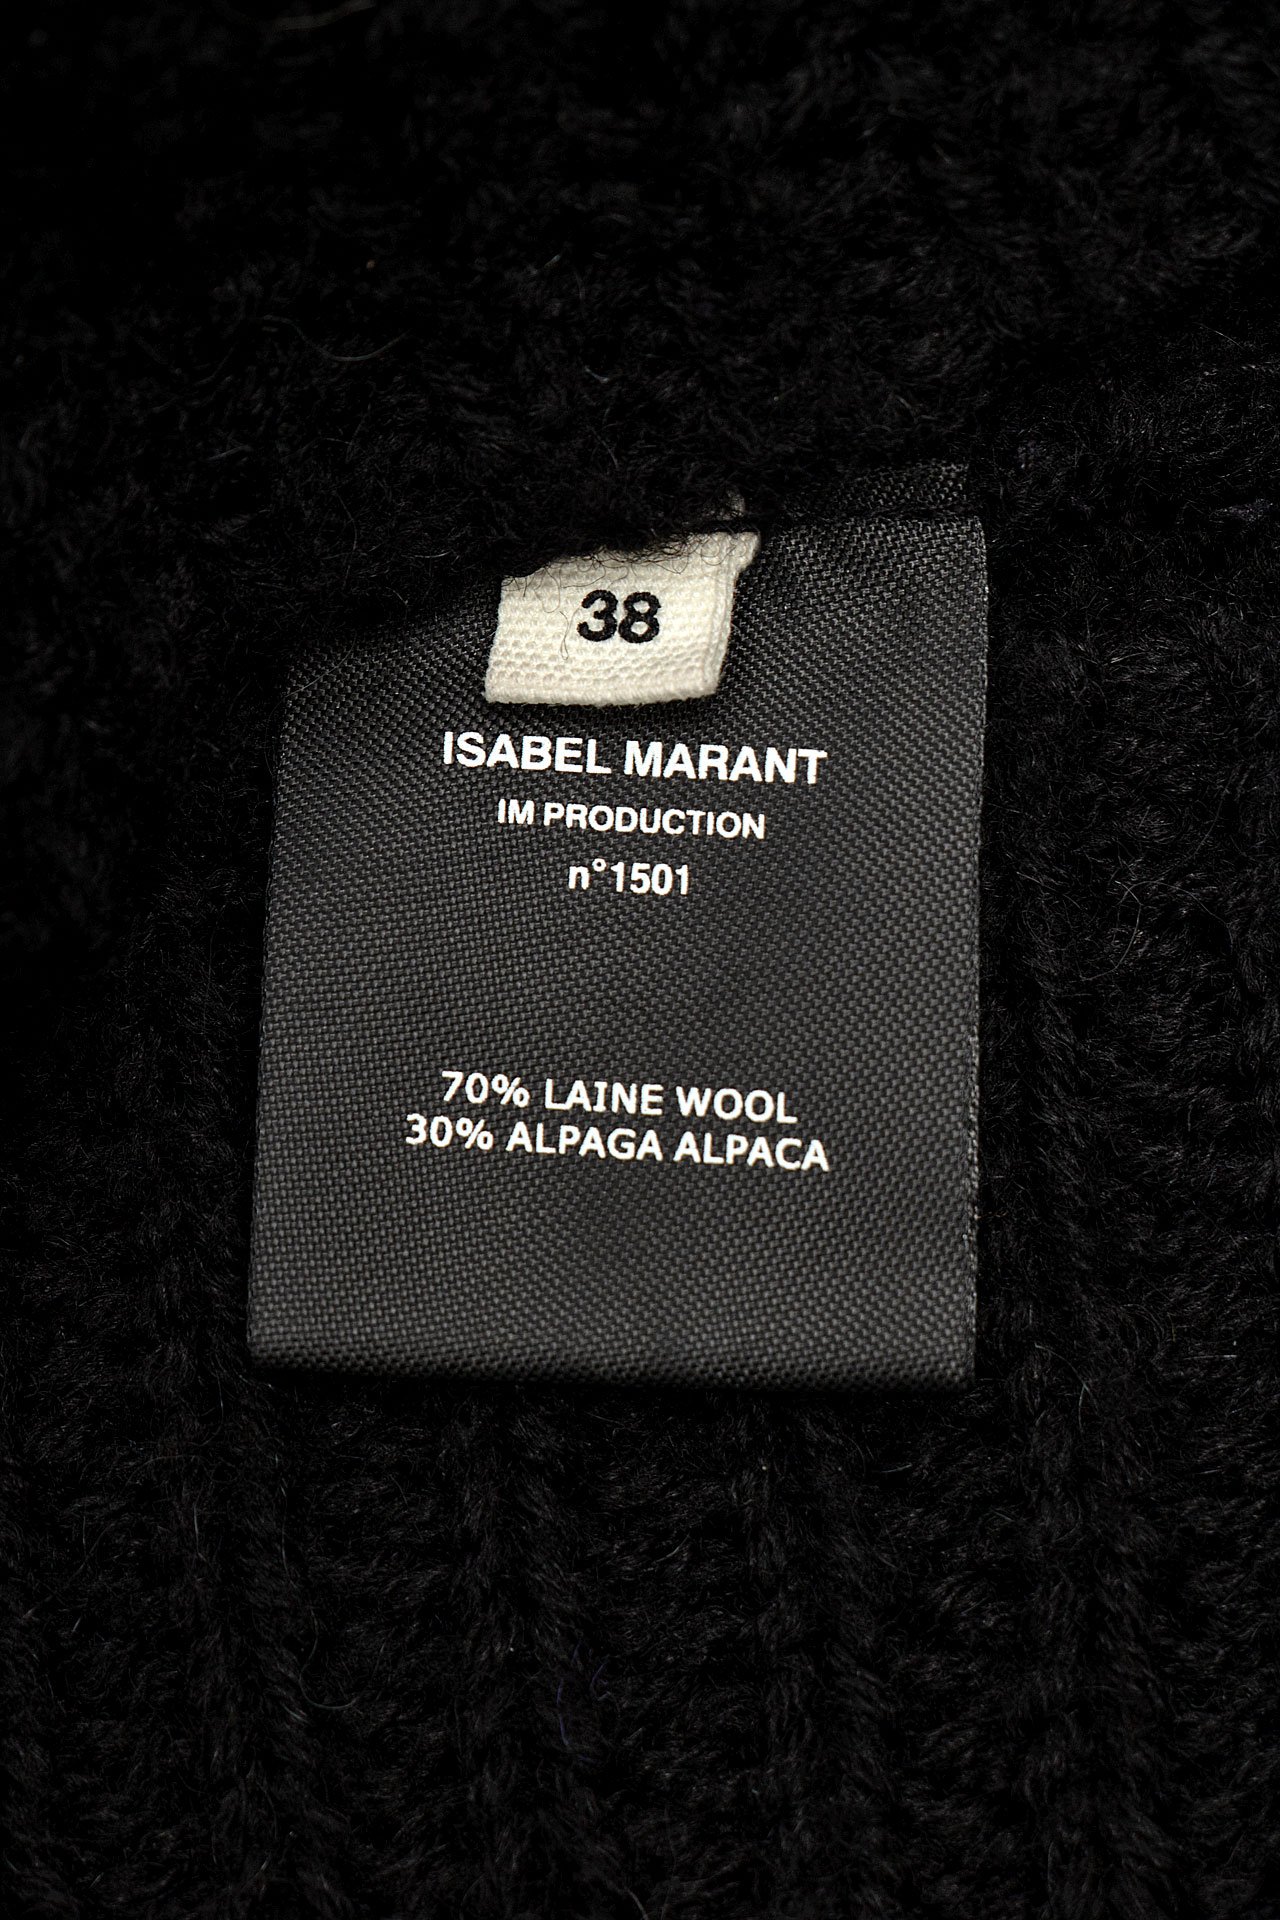 38
ISABEL MARANT
IM PRODUCTION
n°1501
70% LAINE WOOL
30% ALPAGA ALPACA